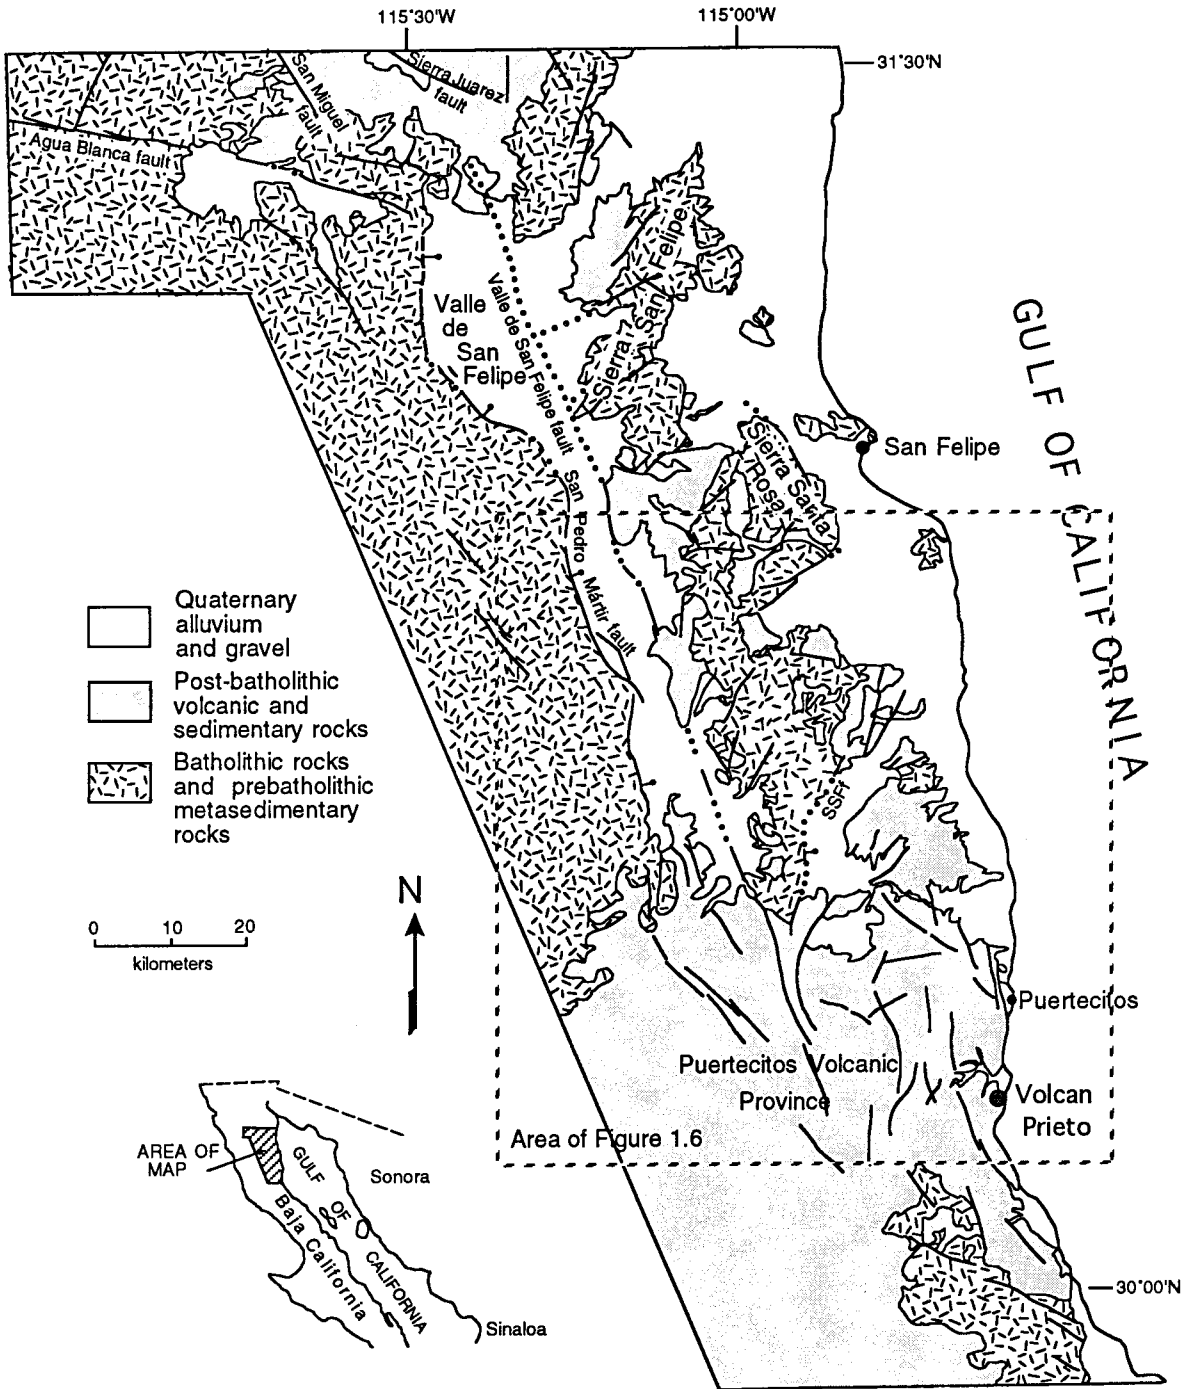 115°30'W
115°00'W
31°30'N
San Miguel
fault
Sierra Juarez
fault
Agua Blanca fault
Sierra San Felipe
Valle
de
San
Felipe
Valle de San Felipe fault
GULF OF CALIFORNIA
San Felipe
Sierra Santa
Rosa
San Pedro Mártir fault
Quaternary
alluvium
and gravel
Post-batholithic
volcanic and
sedimentary rocks
Batholithic rocks
and prebatholithic
metasedimentary
rocks
SSFf
N
0 10 20
kilometers
Puertecitos
Puertecitos Volcanic
Province
Volcan
Prieto
Area of Figure 1.6
AREA OF
MAP
GULF OF CALIFORNIA
Sonora
Baja California
Sinaloa
30°00'N